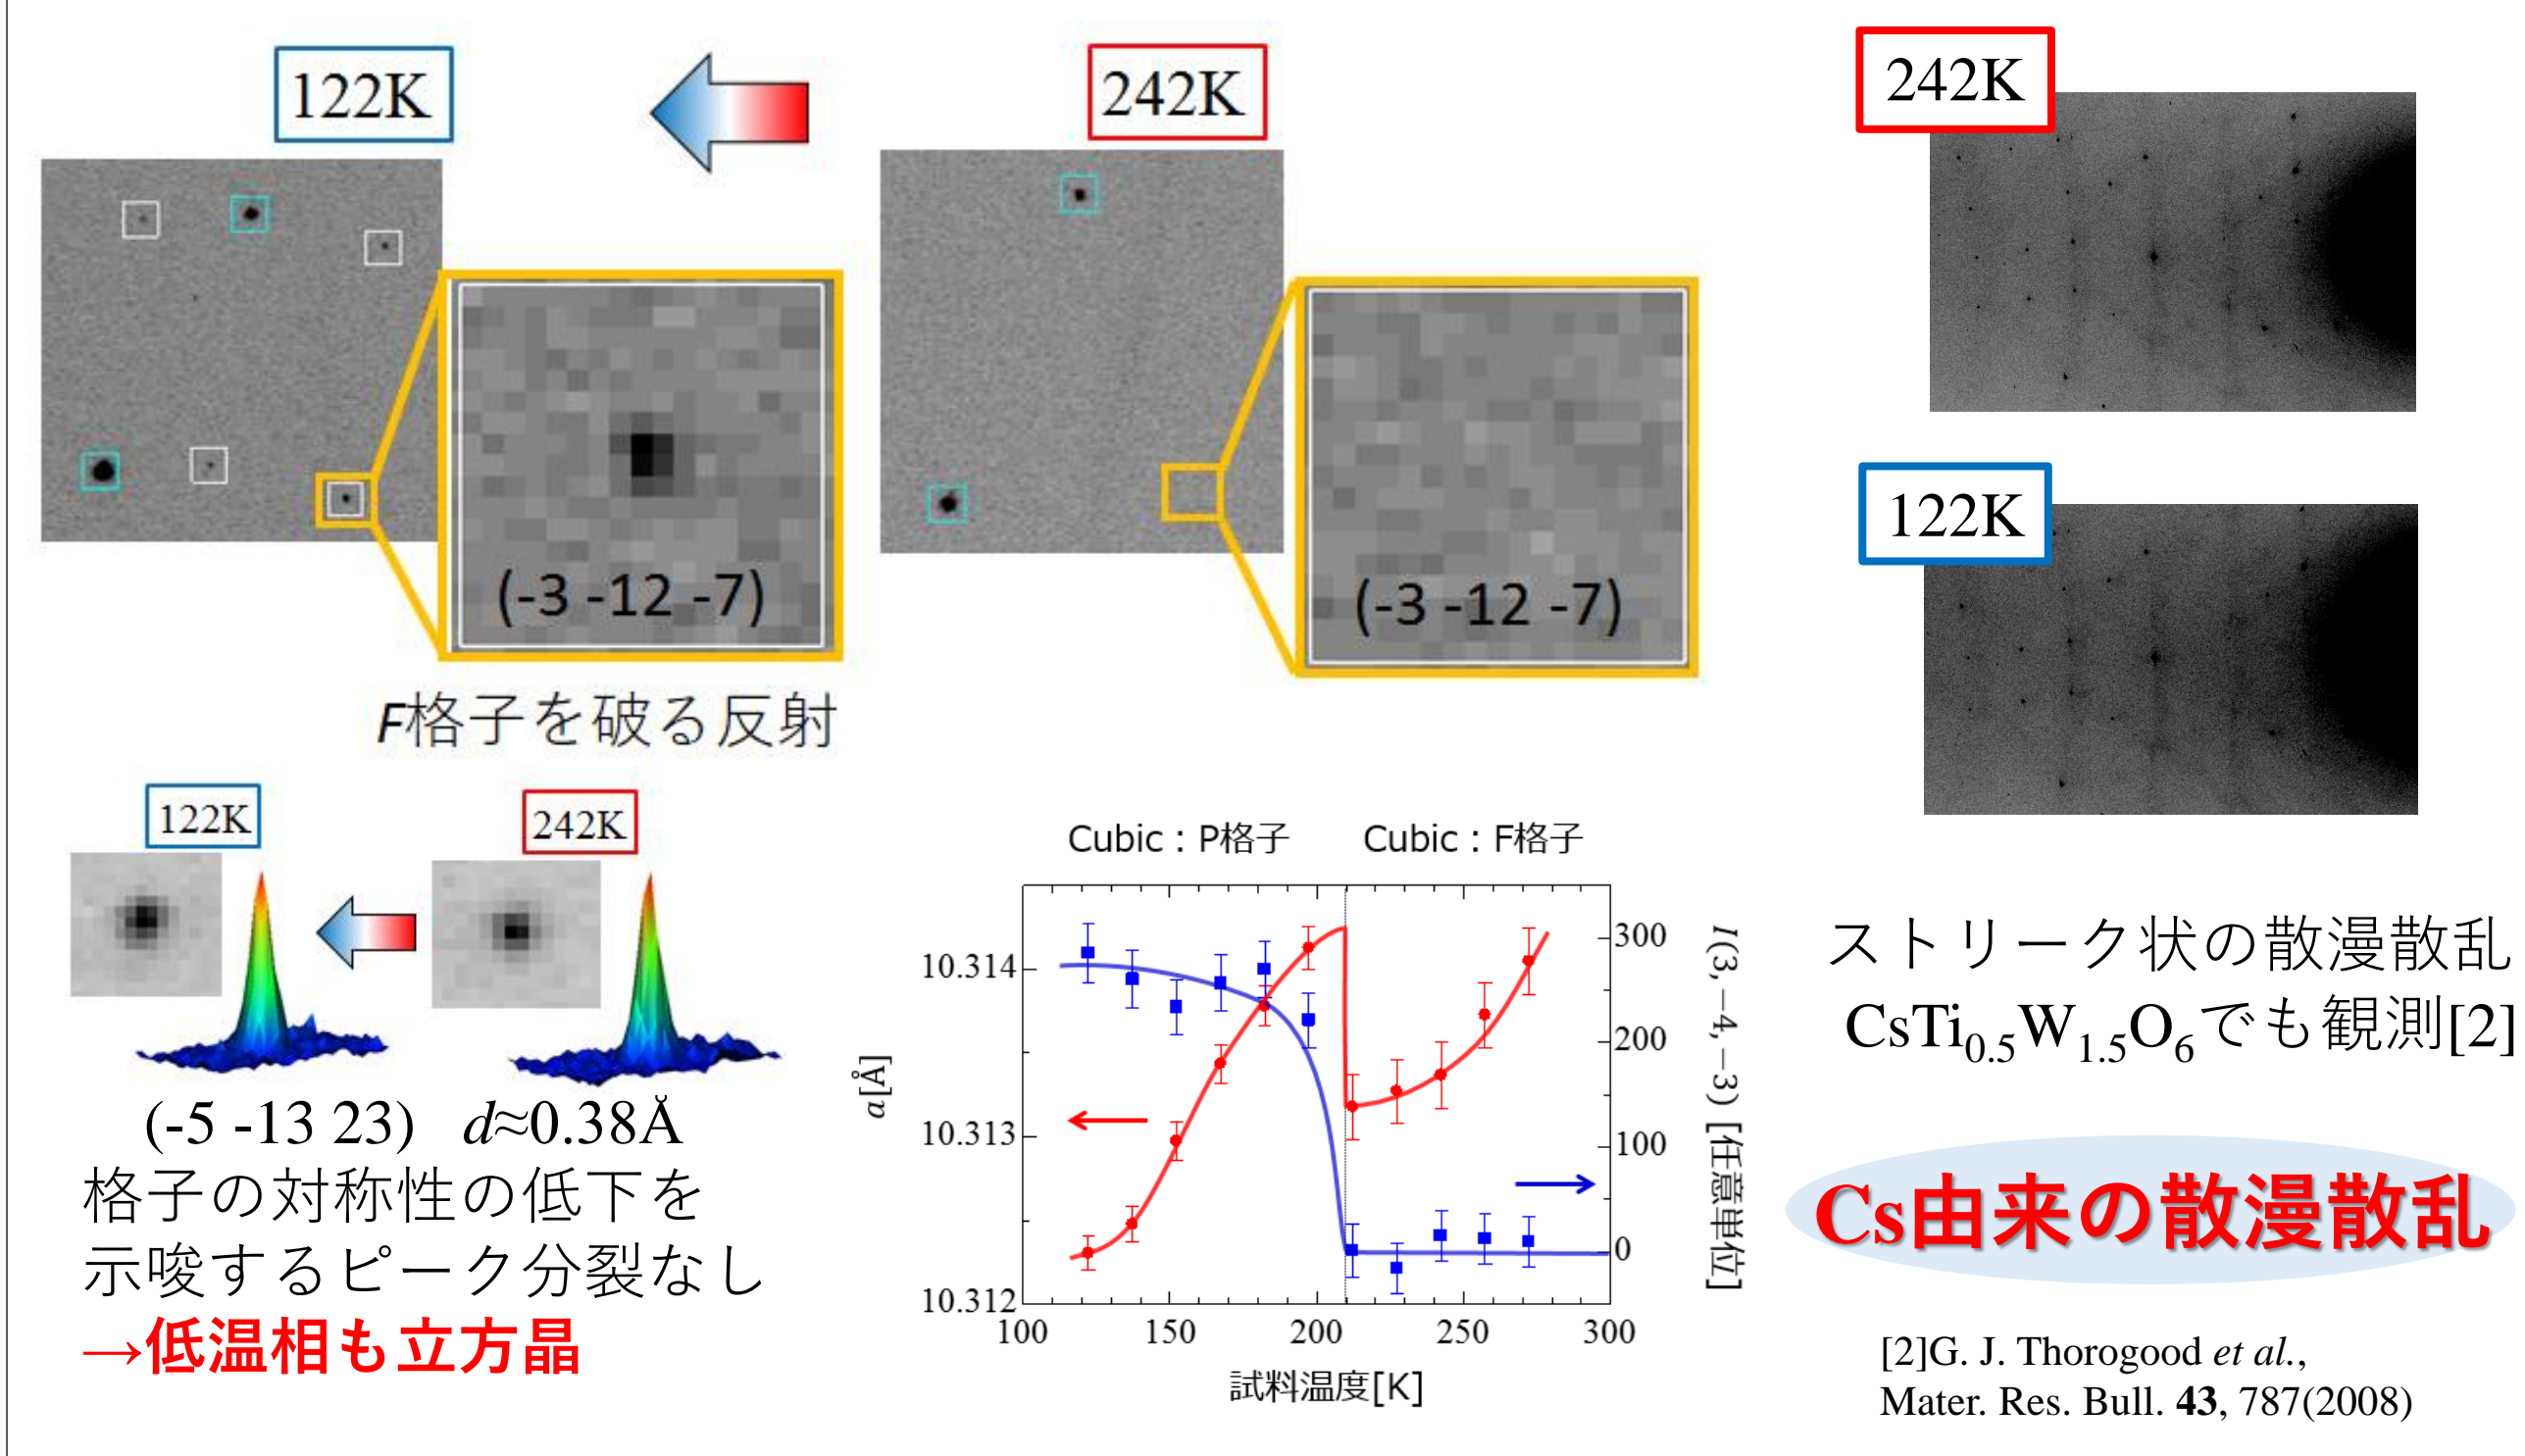 122K
242K
(-3 -12 -7)
(-3 -12 -7)
F格子を破る反射
122K
242K
(-5 -13 23) d≈0.38Å
格子の対称性の低下を
示唆するピーク分裂なし
→低温相も立方晶
Cubic：P格子 Cubic：F格子
a[Å]
10.314
10.313
10.312
100 150 200 250 300
試料温度[K]
300
200
100
0
I(3,−4,−3) [任意単位]
242K
122K
ストリーク状の散漫散乱
CsTi0.5W1.5O6でも観測[2]
Cs由来の散漫散乱
[2]G. J. Thorogood et al.,
Mater. Res. Bull. 43, 787(2008)